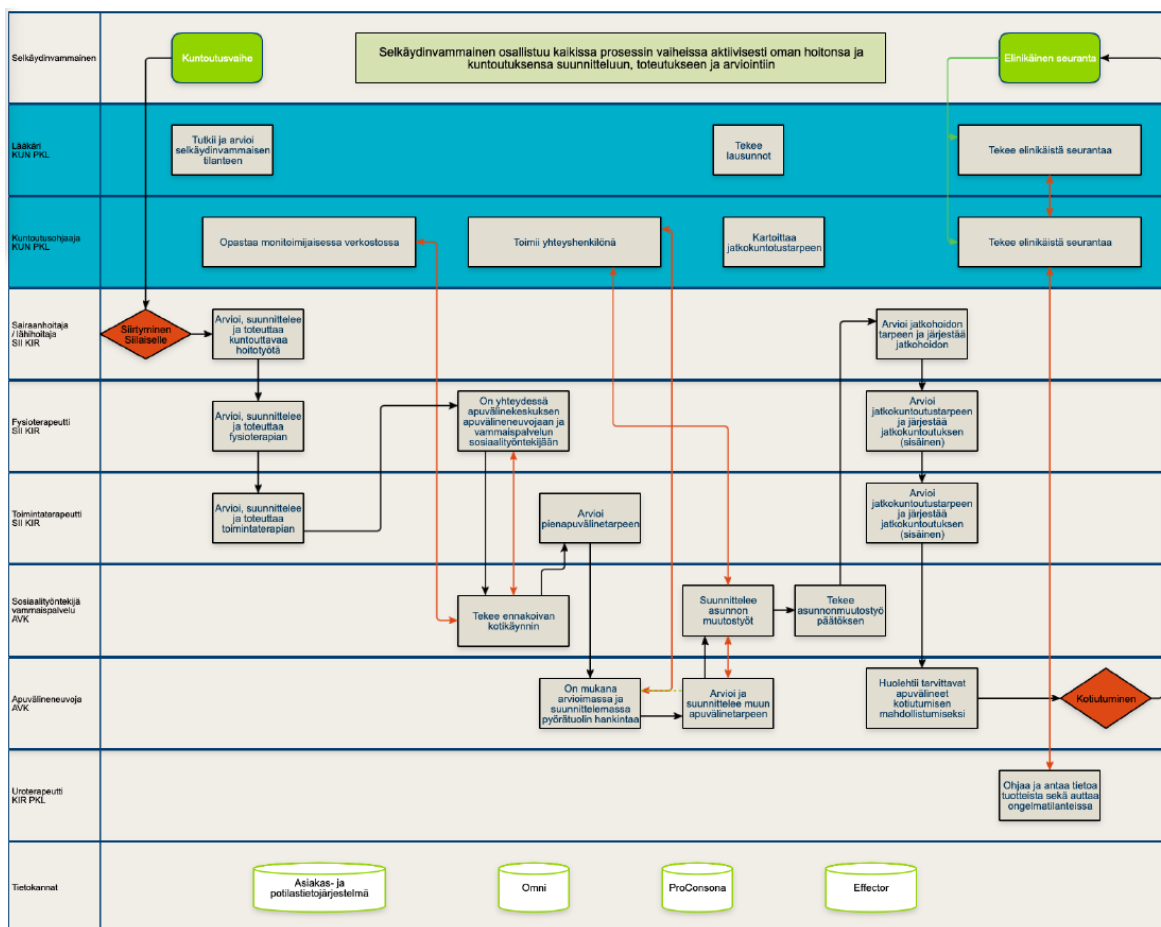 Selkäydinvammainen
Kuntoutusvaihe
Selkäydinvammainen osallistuu kaikissa prosessin vaiheissa aktiivisesti oman hoitonsa ja
kuntoutuksensa suunnitteluun, toteutukseen ja arviointiin
Elinikäinen seuranta
Lääkäri
KUN PKL
Tutkii ja arvioi
selkäydinvammaisen
tilanteen
Tekee
lausunnot
Tekee elinikäistä seurantaa
Kuntoutusohjaaja
KUN PKL
Opastaa monitoimijaisessa verkostossa
Toimii yhteyshenkilönä
Kartoittaa
jatkokuntotustarpeen
Tekee elinikäistä seurantaa
Sairaanhoitaja
/ lähihoitaja
SII KIR
Siirtyminen
Siilaiselle
Arvioi, suunnittelee
ja toteuttaa
kuntouttavaa
hoitotyötä
Arvioi jatkohoidon
tarpeen ja järjestää
jatkohoidon
Fysioterapeutti
SII KIR
Arvioi, suunnittelee
ja toteuttaa
fysioterapian
On yhteydessä
apuvälinekeskuksen
apuvälineneuvojaan ja
vammaispalvelun
sosiaalityöntekijään
Arvioi
jatkokuntoutustarpeen
ja järjestää
jatkokuntoutuksen
(sisäinen)
Toimintaterapeutti
SII KIR
Arvioi, suunnittelee
ja toteuttaa
toimintaterapian
Arvioi
pienapuvälinetarpeen
Arvioi
jatkokuntoutustarpeen
ja järjestää
jatkokuntoutuksen
(sisäinen)
Sosiaalityöntekijä
vammaispalvelu
AVK
Tekee ennakoivan
kotikäynnin
Suunnittelee
asunnon
muutostyöt
Tekee
asunnonmuutostyö
päätöksen
Apuvälineneuvoja
AVK
On mukana
arvioimassa ja
suunnittelemassa
pyörätuolin hankintaa
Arvioi ja
suunnittelee muun
apuvälinetarpeen
Huolehtii tarvittavat
apuvälineet
kotiutumisen
mahdollistumiseksi
Kotiutuminen
Uroterapeutti
KIR PKL
Ohjaa ja antaa tietoa
tuotteista sekä auttaa
ongelmatilanteissa
Tietokannat
Asiakas- ja
potilastietojärjestelmä
Omni
ProConsona
Effector